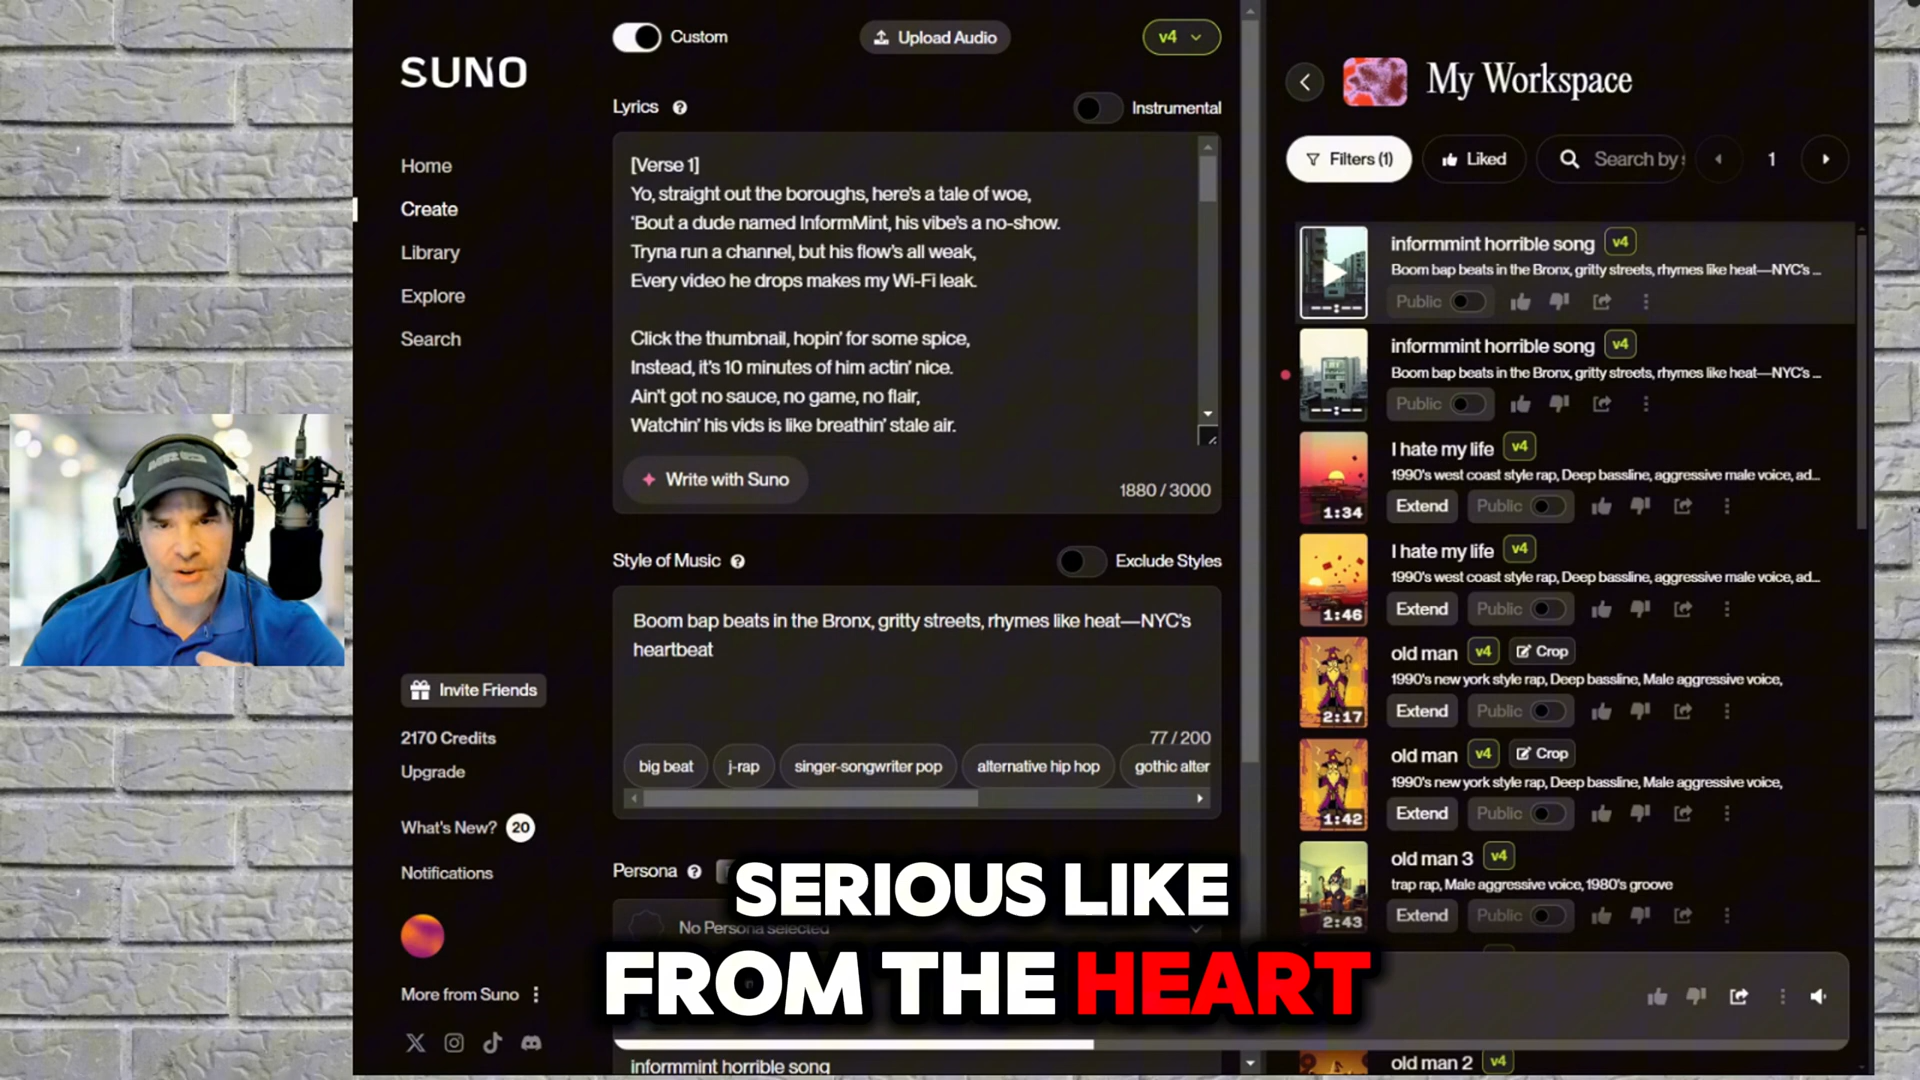 SUNO
Home
Create
Library
Explore
Search
Invite Friends
2170 Credits
Upgrade
What's New? 20
Notifications
More from Suno
Custom
Upload Audio
v4
Lyrics
Instrumental
[Verse 1]
Yo, straight out the boroughs, here's a tale of woe,
'Bout a dude named InformMint, his vibe's a no-show.
Tryna run a channel, but his flow's all weak,
Every video he drops makes my Wi-Fi leak.
Click the thumbnail, hopin' for some spice,
Instead, it's 10 minutes of him actin' nice.
Ain't got no sauce, no game, no flair,
Watchin' his vids is like breathin' stale air.
Write with Suno
1880 / 3000
Style of Music
Exclude Styles
Boom bap beats in the Bronx, gritty streets, rhymes like heat—NYC's
heartbeat
77 / 200
big beat
j-rap
singer-songwriter pop
alternative hip hop
gothic alter
Persona
No Persona selected
SERIOUS LIKE
FROM THE HEART
informmint horrible song
My Workspace
Filters (1)
Liked
Search by
1
informmint horrible song v4
Boom bap beats in the Bronx, gritty streets, rhymes like heat—NYC's ...
--:--
Public
informmint horrible song v4
Boom bap beats in the Bronx, gritty streets, rhymes like heat—NYC's ...
--:--
Public
I hate my life v4
1990's west coast style rap, Deep bassline, aggressive male voice, ad...
1:34
Extend
Public
I hate my life v4
1990's west coast style rap, Deep bassline, aggressive male voice, ad...
1:46
Extend
Public
old man v4 Crop
1990's new york style rap, Deep bassline, Male aggressive voice,
2:17
Extend
Public
old man v4 Crop
1990's new york style rap, Deep bassline, Male aggressive voice,
1:42
Extend
Public
old man 3 v4
trap rap, Male aggressive voice, 1980's groove
2:43
Extend
Public
old man 2 v4